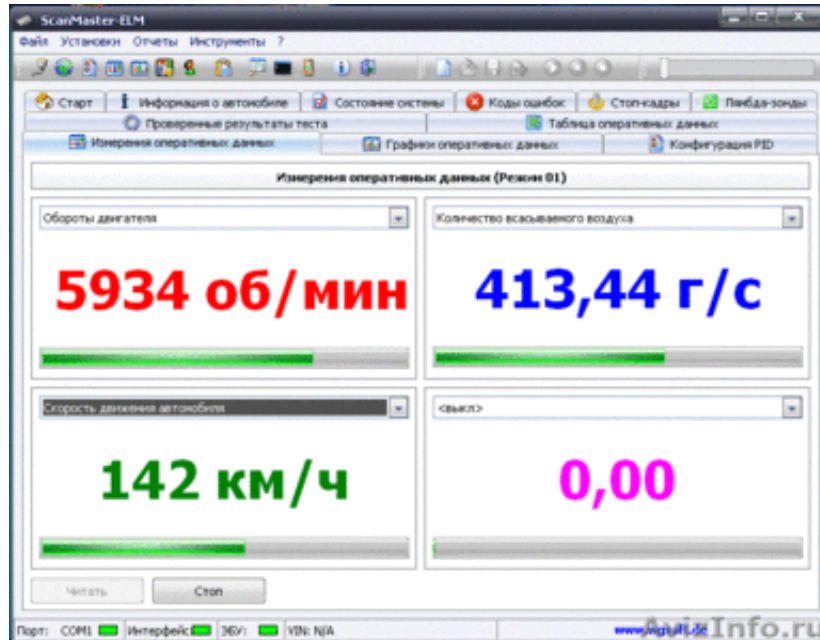 ScanMaster-ELM
Файл Установки Отчеты Инструменты ?
Старт Информация о автомобиле Состояние системы Коды ошибок Стоп-кадры Лямбда-зонды
Проверенные результаты теста Таблица оперативных данных
Измерения оперативных данных Графики оперативных данных Конфигурация PID
Измерения оперативных данных (Режим 01)
Обороты двигателя Количество всасываемого воздуха
5934 об/мин 413,44 г/с
Скорость движения автомобиля <выкл>
142 км/ч 0,00
Читать Стоп
Порт: COM1 Интерфейс: ЭБУ: VIN: N/A
AvizInfo.ru